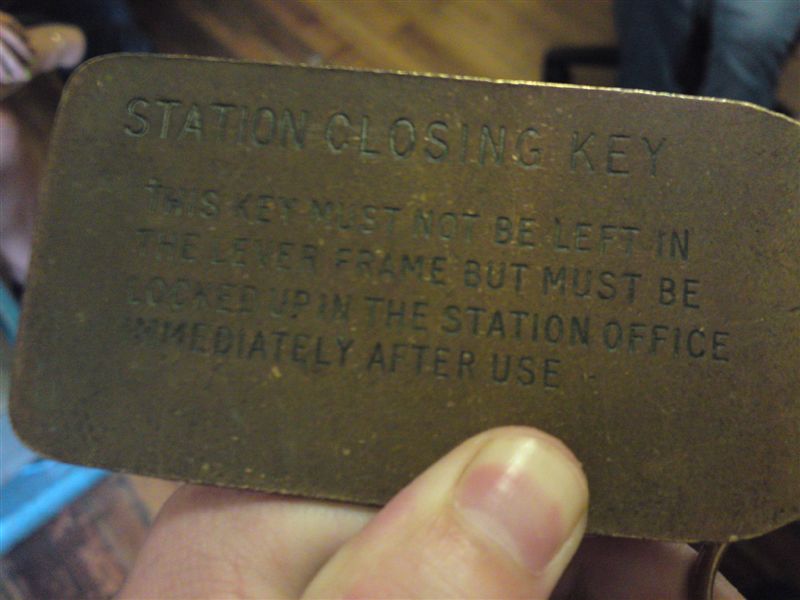 STATION CLOSING KEY
THIS KEY MUST NOT BE LEFT IN
THE LEVER FRAME BUT MUST BE
LOCKED UP IN THE STATION OFFICE
IMMEDIATELY AFTER USE